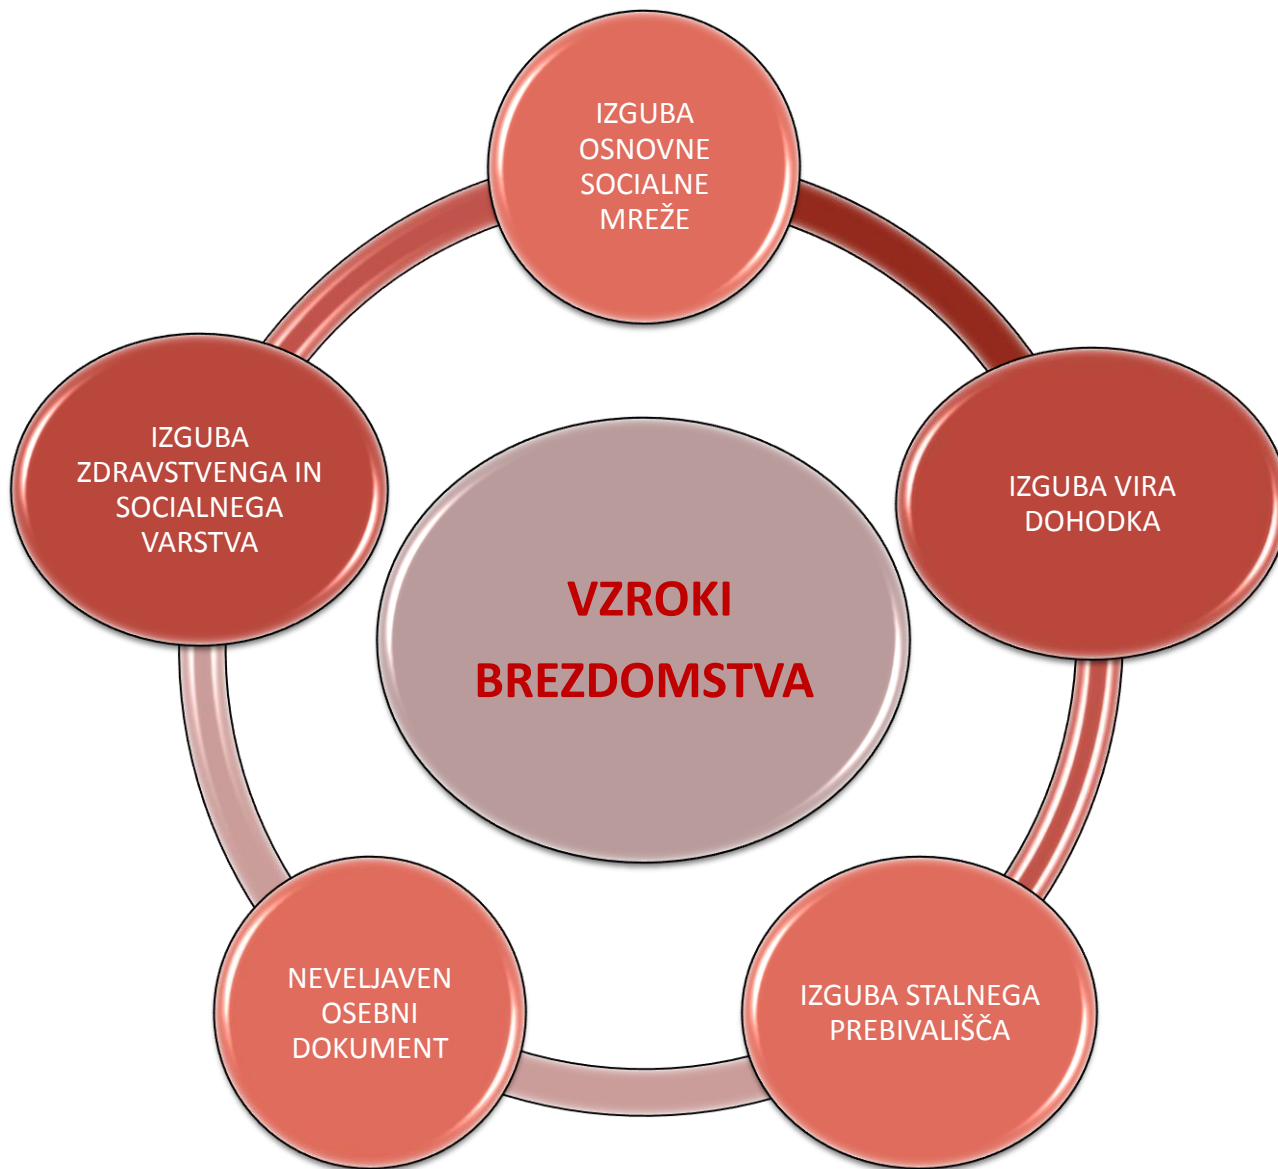 IZGUBA
OSNOVNE
SOCIALNE
MREŽE
IZGUBA
ZDRAVSTVENGA IN
SOCIALNEGA
VARSTVA
IZGUBA VIRA
DOHODKA
VZROKI
BREZDOMSTVA
NEVELJAVEN
OSEBNI
DOKUMENT
IZGUBA STALNEGA
PREBIVALIŠČA